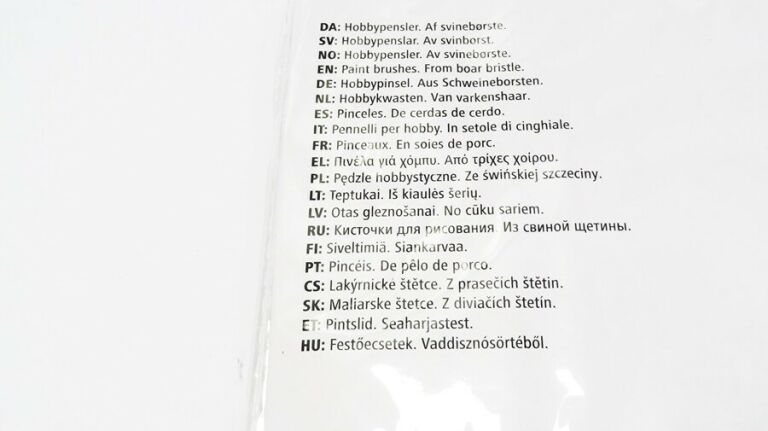 DA: Hobbypensler. Af svinebørste.
SV: Hobbypenslar. Av svinborst.
NO: Hobbypensler. Av svinebørste.
EN: Paint brushes. From boar bristle.
DE: Hobbypinsel. Aus Schweineborsten.
NL: Hobbykwasten. Van varkenshaar.
ES: Pinceles. De cerdas de cerdo.
IT: Pennelli per hobby. In setole di cinghiale.
FR: Pinceaux. En soies de porc.
EL: Πινέλα γιά χόμπυ. Από τρίχες χοίρου.
PL: Pędzle hobbystyczne. Ze świńskiej szczeciny.
LT: Teptukai. Iš kiaulės šerių.
LV: Otas gleznošanai. No cūku sariem.
RU: Кисточки для рисования. Из свиной щетины.
FI: Siveltimiä. Siankarvaa.
PT: Pincéis. De pêlo de porco.
CS: Lakýrnické štětce. Z prasečích štětin.
SK: Maliarske štetce. Z diviačích štetín.
ET: Pintslid. Seaharjastest.
HU: Festőecsetek. Vaddisznósörtéből.